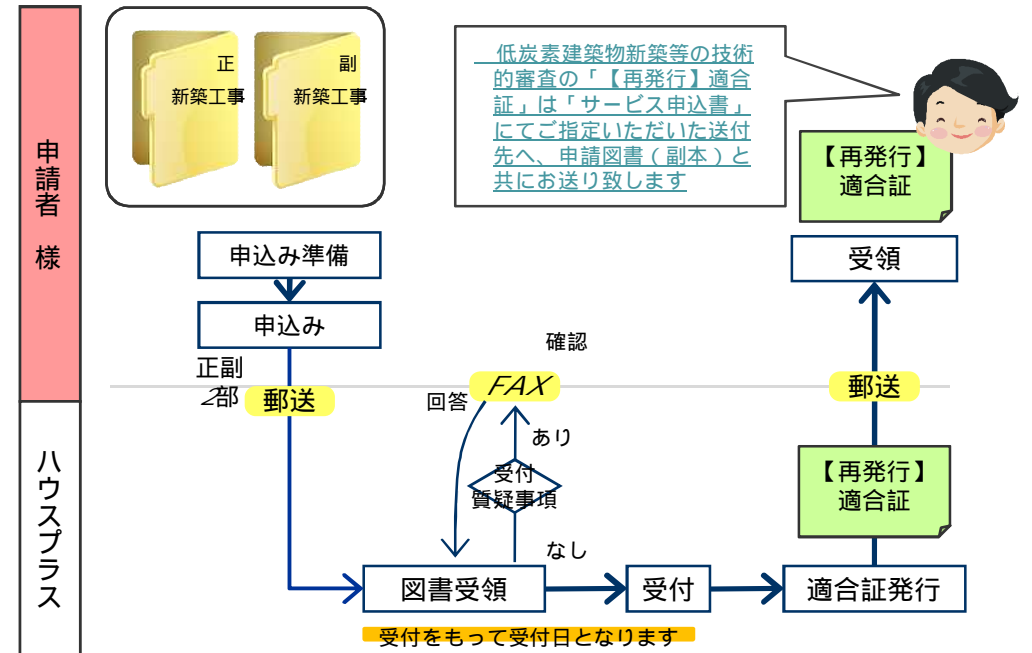 正
新築工事
副
新築工事
低炭素建築物新築等の技術
的審査の「【再発行】適合
証」は「サービス申込書」
にてご指定いただいた送付
先へ、申請図書(副本)と
共にお送り致します
【再発行】
適合証
申請者 様
申込み準備
受領
申込み
確認
正副
2部
郵送
FAX
郵送
回答
あり
受付
質疑事項
【再発行】
適合証
ハウスプラス
なし
図書受領
受付
適合証発行
受付をもって受付日となります